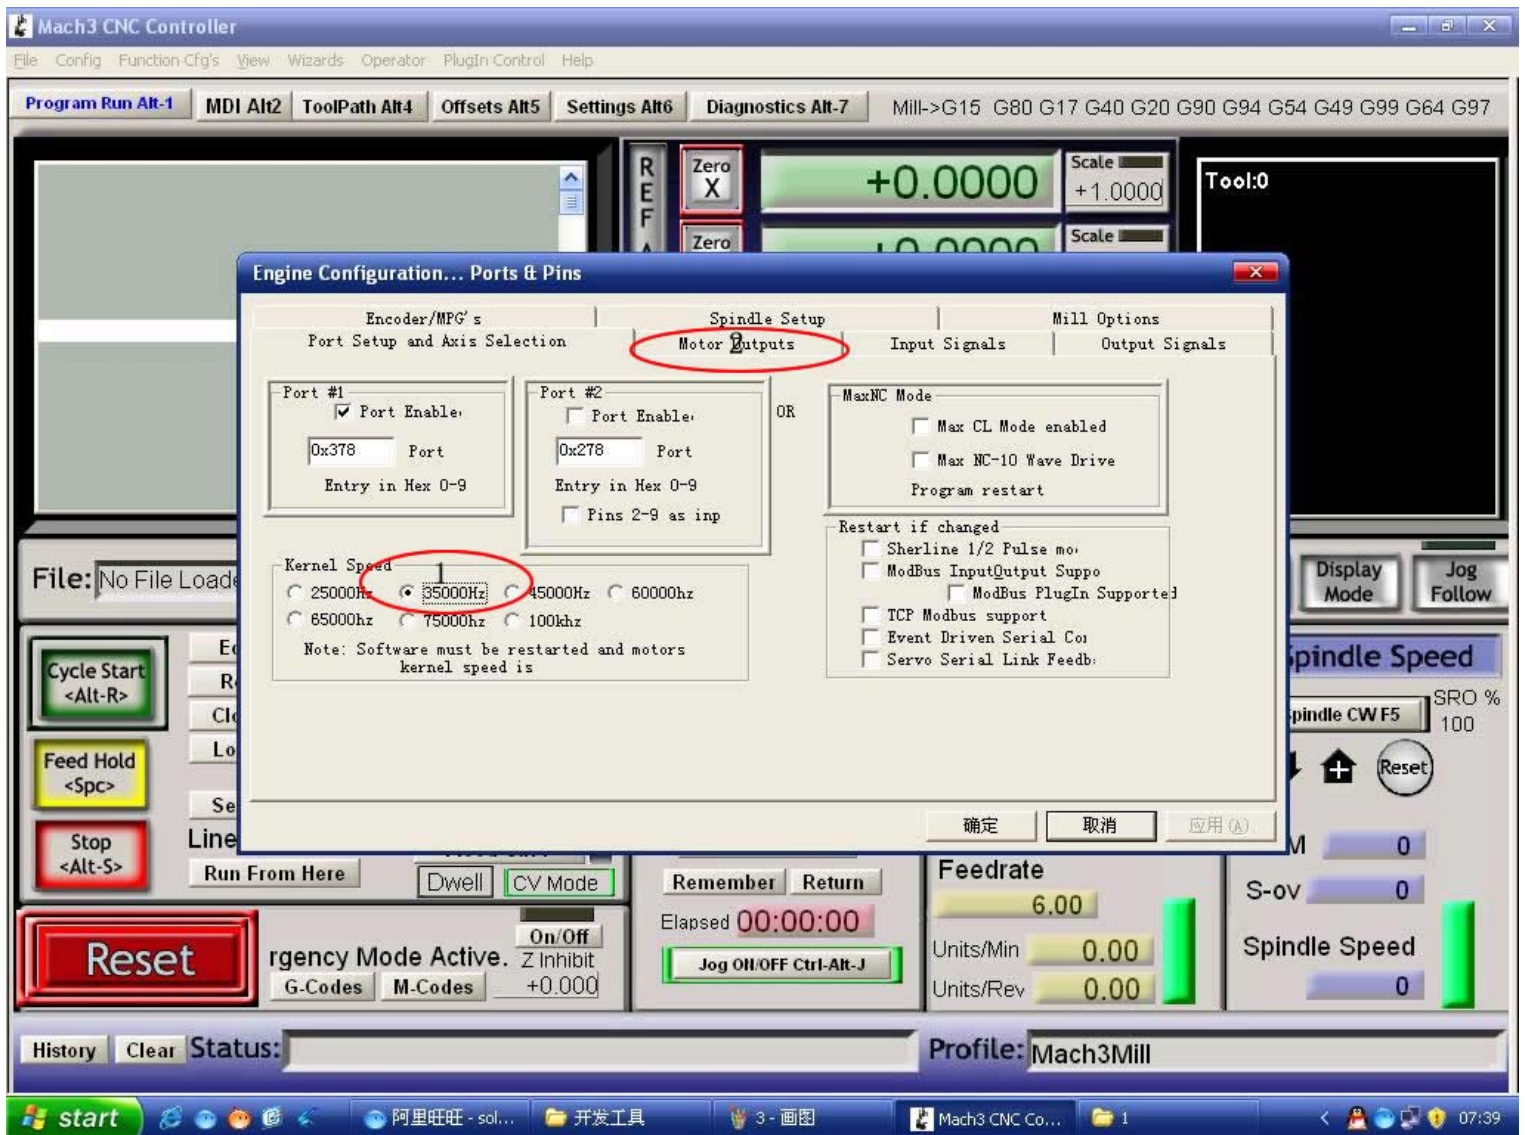 Mach3 CNC Controller
File Config Function Cfg's View Wizards Operator PlugIn Control Help
Program Run Alt-1 MDI Alt2 ToolPath Alt4 Offsets Alt5 Settings Alt6 Diagnostics Alt-7 Mill->G15 G80 G17 G40 G20 G90 G94 G54 G49 G99 G64 G97
R E F
Zero X +0.0000 Scale +1.0000
Tool:0
Zero +0.0000 Scale
Engine Configuration... Ports & Pins
Encoder/MPG's Spindle Setup Mill Options
Port Setup and Axis Selection Motor Outputs Input Signals Output Signals
2
Port #1
Port Enable
0x378 Port
Entry in Hex 0-9
Port #2
Port Enable
0x278 Port
Entry in Hex 0-9
Pins 2-9 as inp
OR
MaxNC Mode
Max CL Mode enabled
Max NC-10 Wave Drive
Program restart
Restart if changed
Sherline 1/2 Pulse mo
ModBus InputOutput Suppo
ModBus PlugIn Supported
TCP Modbus support
Event Driven Serial Co
Servo Serial Link Feedb
Kernel Speed
1
25000Hz 35000Hz 45000Hz 60000hz
65000hz 75000hz 100khz
Note: Software must be restarted and motors
kernel speed is
确定 取消 应用(A)
File: No File Loade
Display Mode
Jog Follow
Cycle Start
<Alt-R>
Feed Hold
<Spc>
Stop
<Alt-S>
E
R
Cl
Lo
Se
Line
Run From Here
Dwell CV Mode
Reset
rgency Mode Active.
G-Codes M-Codes
On/Off
Z Inhibit
+0.000
Remember Return
Elapsed 00:00:00
Jog ON/OFF Ctrl-Alt-J
Feedrate
6.00
Units/Min 0.00
Units/Rev 0.00
pindle Speed
pindle CW F5
SRO %
100
Reset
M 0
S-ov 0
Spindle Speed
0
History Clear Status:
Profile: Mach3Mill
start 阿里旺旺 - sol... 开发工具 3 - 画图 Mach3 CNC Co... 1 07:39